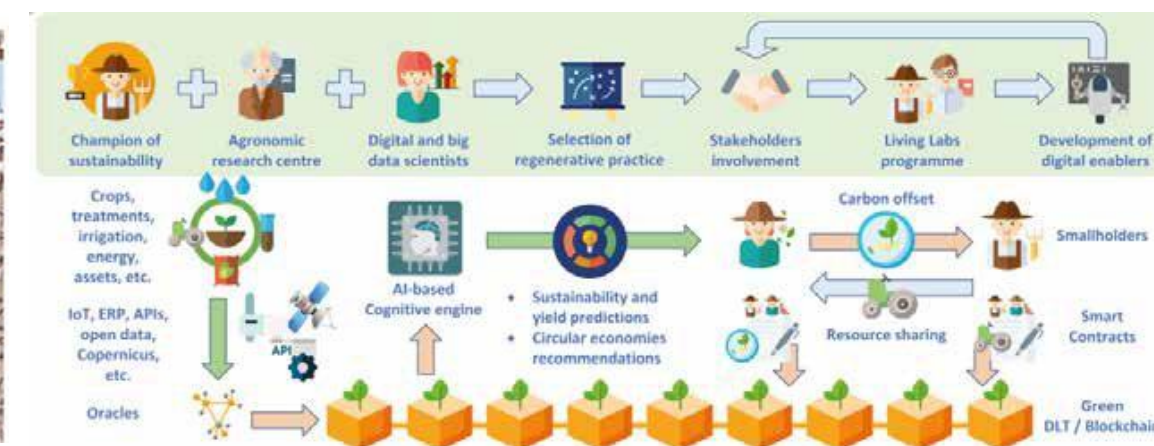 Champion of
sustainability
Agronomic
research centre
Digital and big
data scientists
Selection of
regenerative practice
Stakeholders
involvement
Living Labs
programme
Development of
digital enablers
Crops,
treatments,
irrigation,
energy,
assets, etc.
IoT, ERP, APIs,
open data,
Copernicus,
etc.
Oracles
API
AI-based
Cognitive engine
• Sustainability and
yield predictions
• Circular economies
recommendations
Carbon offset
Resource sharing
Smallholders
Smart
Contracts
Green
DLT / Blockchain